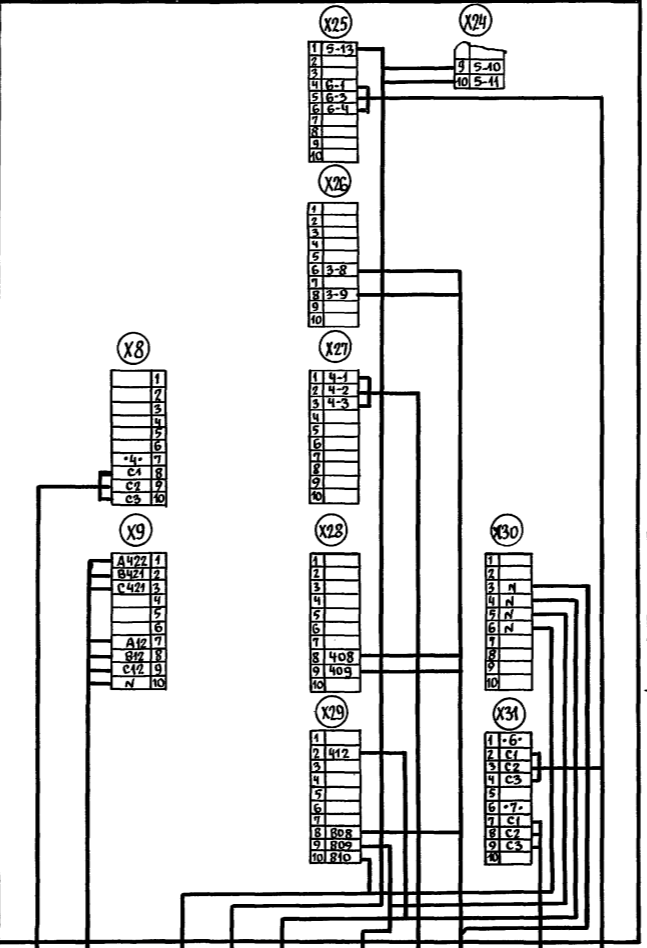 X25
1 5-13
2
3
4 6-1
5 6-3
6 6-4
7
8
9
10
X24
9 5-10
10 5-11
X26
1
2
3
4
5
6 3-8
7
8 3-9
9
10
X8
1
2
3
4
5
6
•4• 7
C1 8
C2 9
C3 10
X27
1 4-1
2 4-2
3 4-3
4
5
6
7
8
9
10
X9
A422 1
B421 2
C421 3
4
5
6
A12 7
B12 8
C12 9
N 10
X28
1
2
3
4
5
6
7
8 408
9 409
10
X30
1
2
3 N
4 N
5 N
6 N
7
8
9
10
X29
1
2 412
3
4
5
6
7
8 808
9 809
10 810
X31
1 •6•
2 C1
3 C2
4 C3
5
6 •7•
7 C1
8 C2
9 C3
10